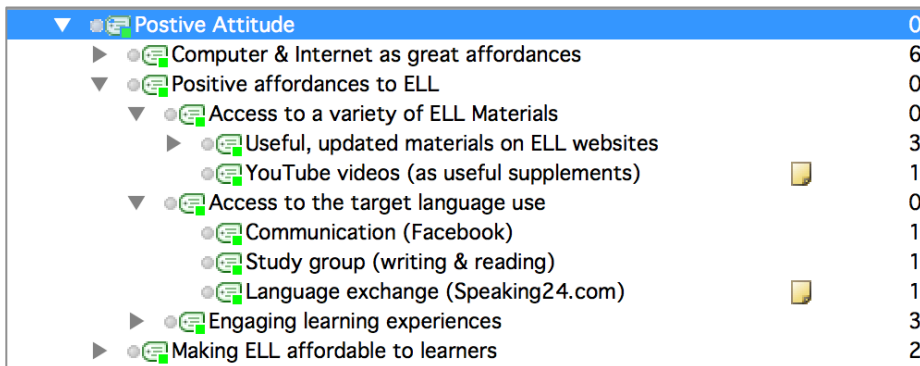 Postive Attitude 0
Computer & Internet as great affordances 6
Positive affordances to ELL 0
Access to a variety of ELL Materials 0
Useful, updated materials on ELL websites 3
YouTube videos (as useful supplements) 1
Access to the target language use 0
Communication (Facebook) 1
Study group (writing & reading) 1
Language exchange (Speaking24.com) 1
Engaging learning experiences 3
Making ELL affordable to learners 2